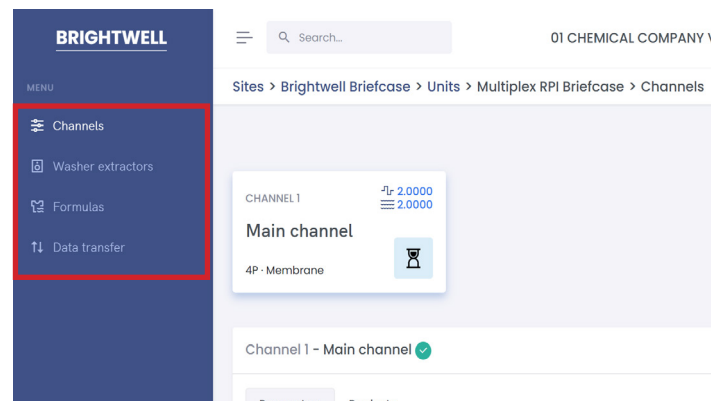 BRIGHTWELL
Search...
01 CHEMICAL COMPANY
MENU
Sites > Brightwell Briefcase > Units > Multiplex RPI Briefcase > Channels
Channels
Washer extractors
Formulas
Data transfer
CHANNEL 1
2.0000
2.0000
Main channel
4P · Membrane
Channel 1 - Main channel